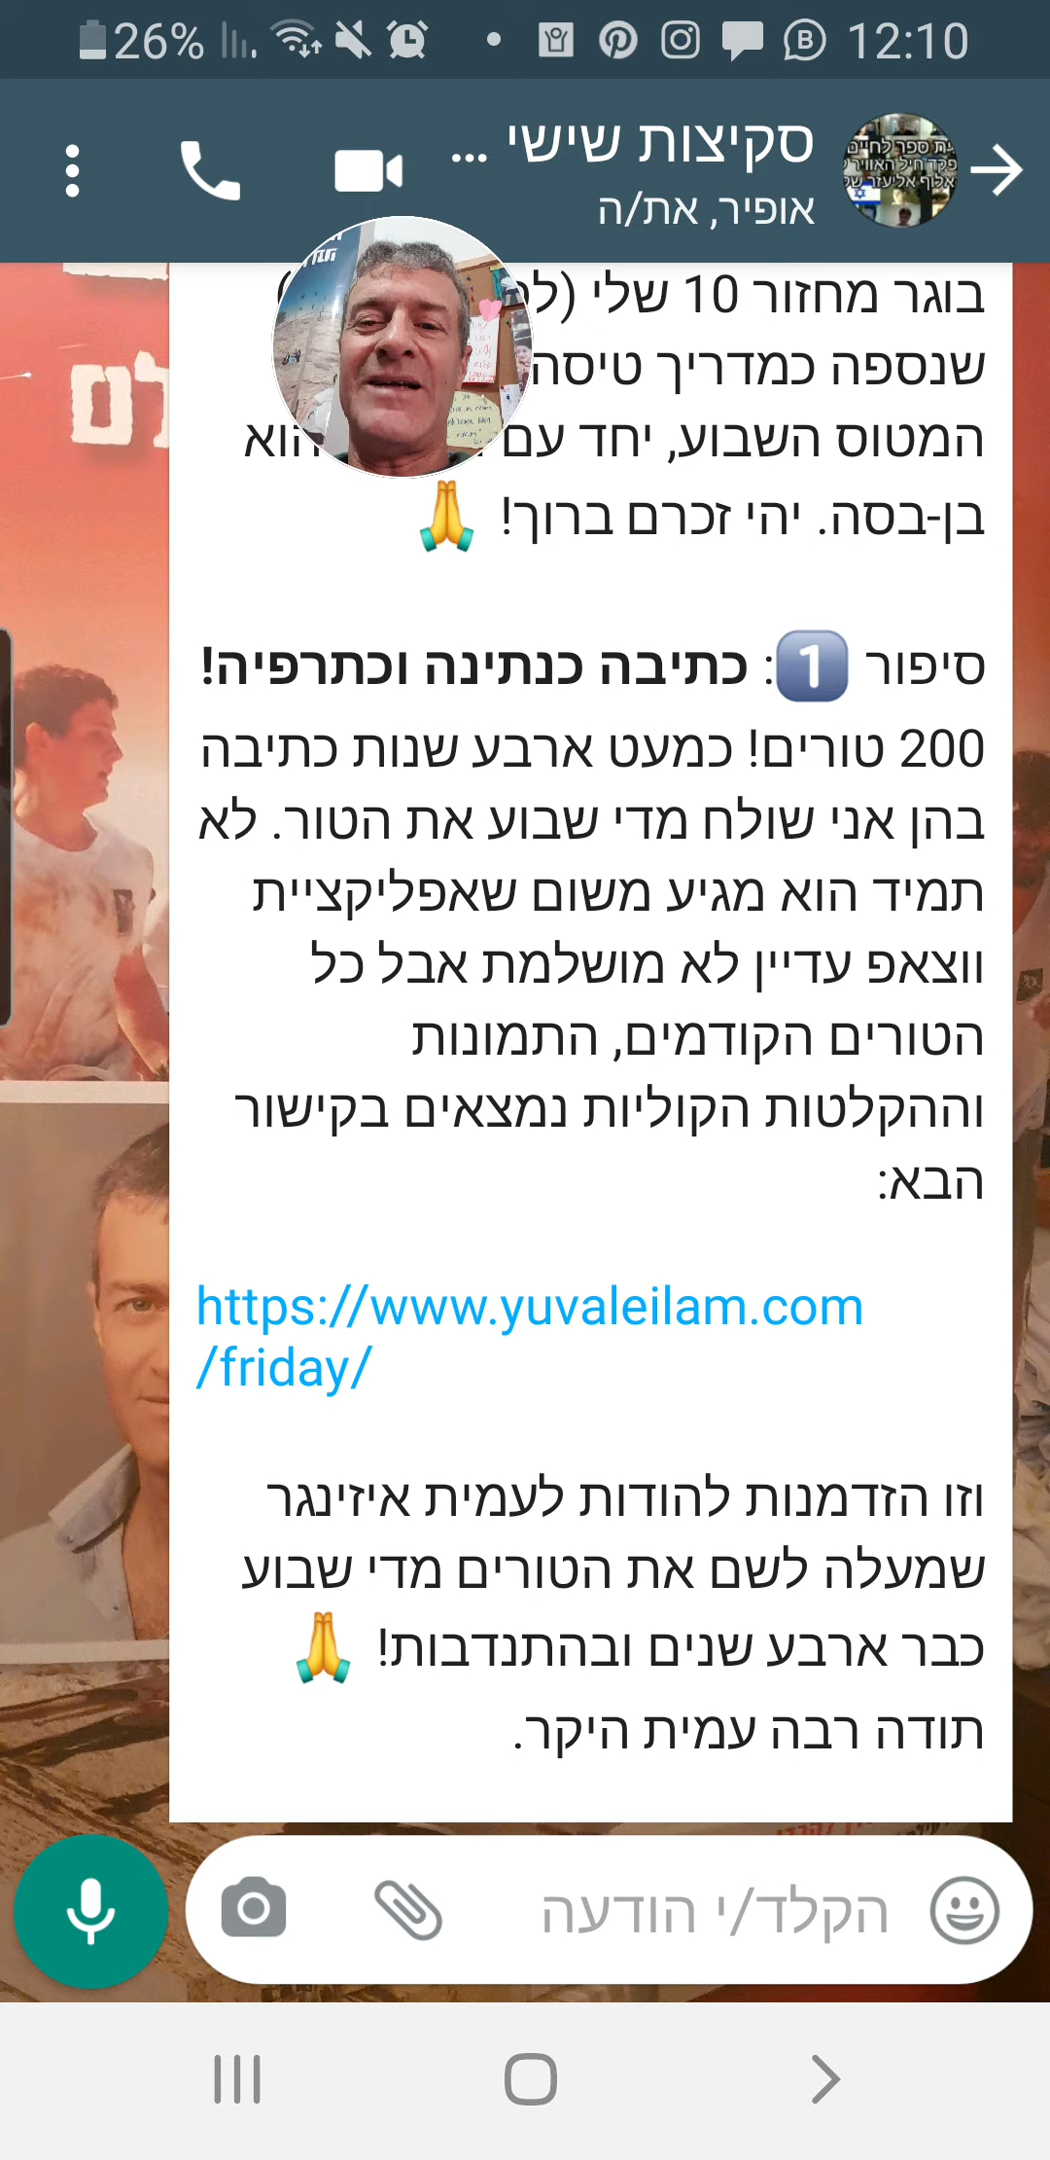 26% 12:10
סקיצות שישי ...
אופיר, את/ה
בוגר מחזור 10 שלי
שנספה כמדריך טיסה
המטוס השבוע, יחד עם הוא
בן-בסה. יהי זכרם ברוך! 🙏
סיפור 1️⃣: כתיבה כנתינה וכתרפיה!
200 טורים! כמעט ארבע שנות כתיבה
בהן אני שולח מדי שבוע את הטור. לא
תמיד הוא מגיע משום שאפליקציית
ווצאפ עדיין לא מושלמת אבל כל
הטורים הקודמים, התמונות
וההקלטות הקוליות נמצאים בקישור
הבא:
https://www.yuvaleilam.com
/friday/
וזו הזדמנות להודות לעמית איזינגר
שמעלה לשם את הטורים מדי שבוע
כבר ארבע שנים ובהתנדבות! 🙏
תודה רבה עמית היקר.
הקלד/י הודעה